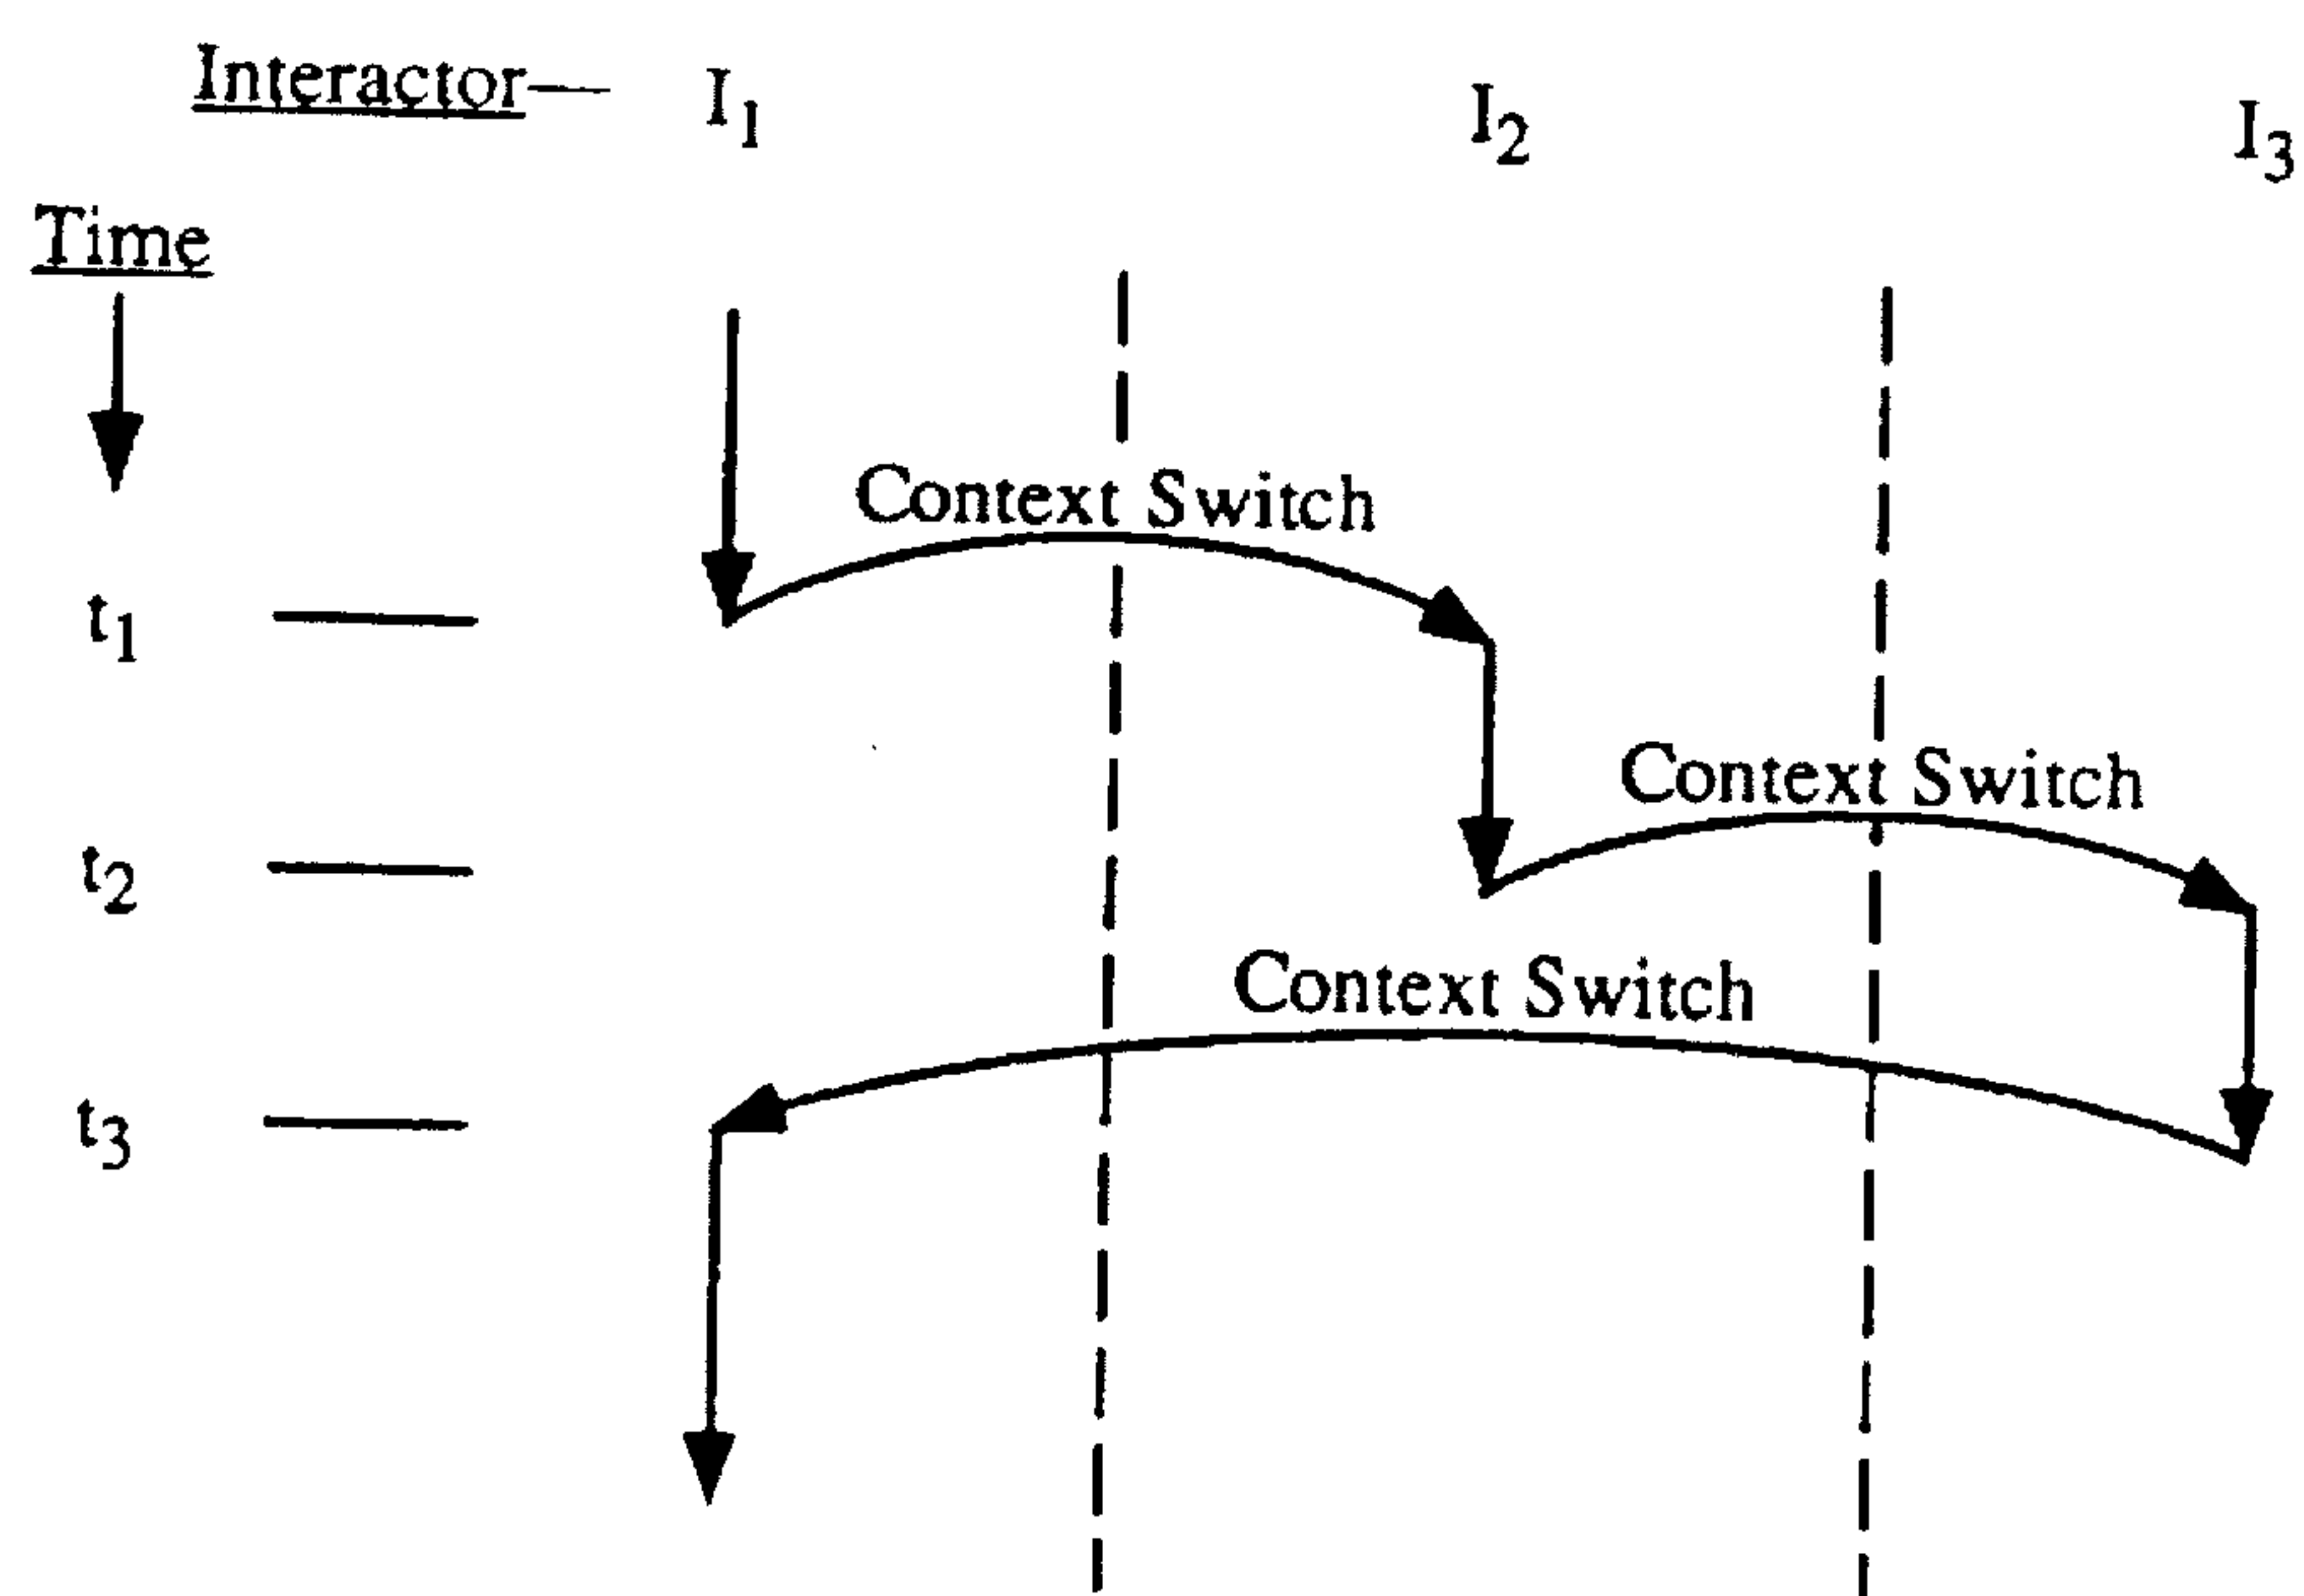 Interactor— I₁ I₂ I₃
Time
Context Switch
t₁
Context Switch
t₂
Context Switch
t₃